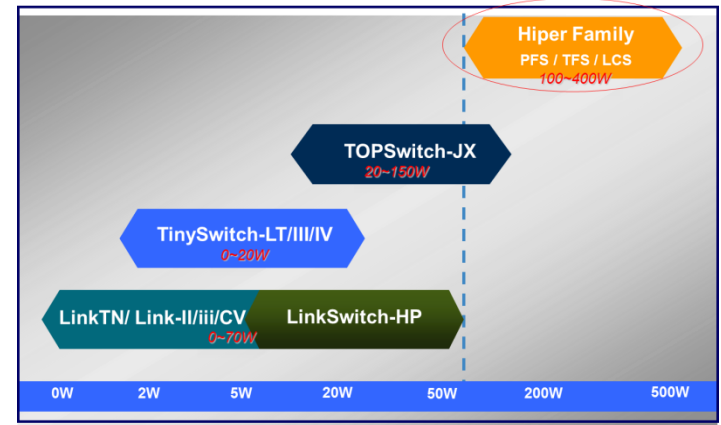 Hiper Family
PFS / TFS / LCS
100~400W
TOPSwitch-JX
20~150W
TinySwitch-LT/III/IV
0~20W
LinkTN/ Link-II/iii/CV
LinkSwitch-HP
0~70W
0W 2W 5W 20W 50W 200W 500W